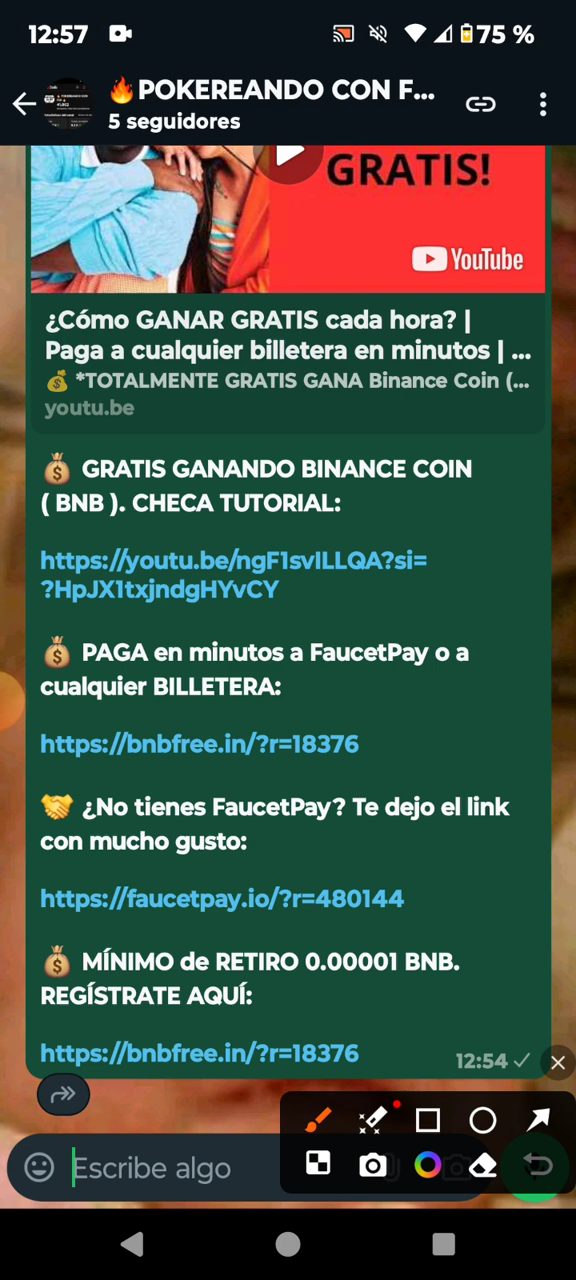 12:57
75 %
🔥POKEREANDO CON F...
5 seguidores
GRATIS!
YouTube
¿Cómo GANAR GRATIS cada hora? |
Paga a cualquier billetera en minutos | ...
💰 *TOTALMENTE GRATIS GANA Binance Coin (...
youtu.be
💰 GRATIS GANANDO BINANCE COIN
( BNB ). CHECA TUTORIAL:
https://youtu.be/ngF1svILLQA?si=
?HpJX1txjndgHYvCY
💰 PAGA en minutos a FaucetPay o a
cualquier BILLETERA:
https://bnbfree.in/?r=18376
🤝 ¿No tienes FaucetPay? Te dejo el link
con mucho gusto:
https://faucetpay.io/?r=480144
💰 MÍNIMO de RETIRO 0.00001 BNB.
REGÍSTRATE AQUÍ:
https://bnbfree.in/?r=18376
12:54
Escribe algo